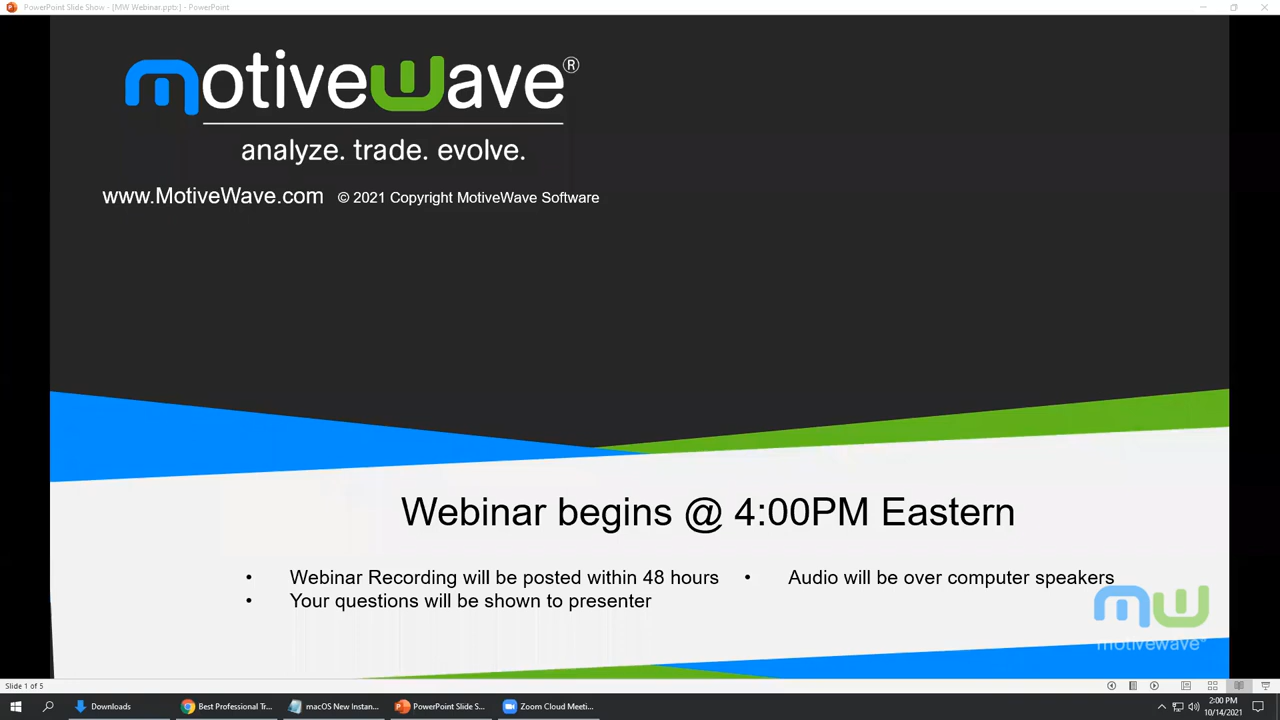 PowerPoint Slide Show - [MW Webinar.pptx] - PowerPoint
motivewave®
analyze. trade. evolve.
www.MotiveWave.com © 2021 Copyright MotiveWave Software
Webinar begins @ 4:00PM Eastern
• Webinar Recording will be posted within 48 hours
• Your questions will be shown to presenter
• Audio will be over computer speakers
mw
motivewave®
Slide 1 of 5
Downloads
Best Professional Tr...
macOS New Instan...
PowerPoint Slide S...
Zoom Cloud Meeti...
2:00 PM
10/14/2021